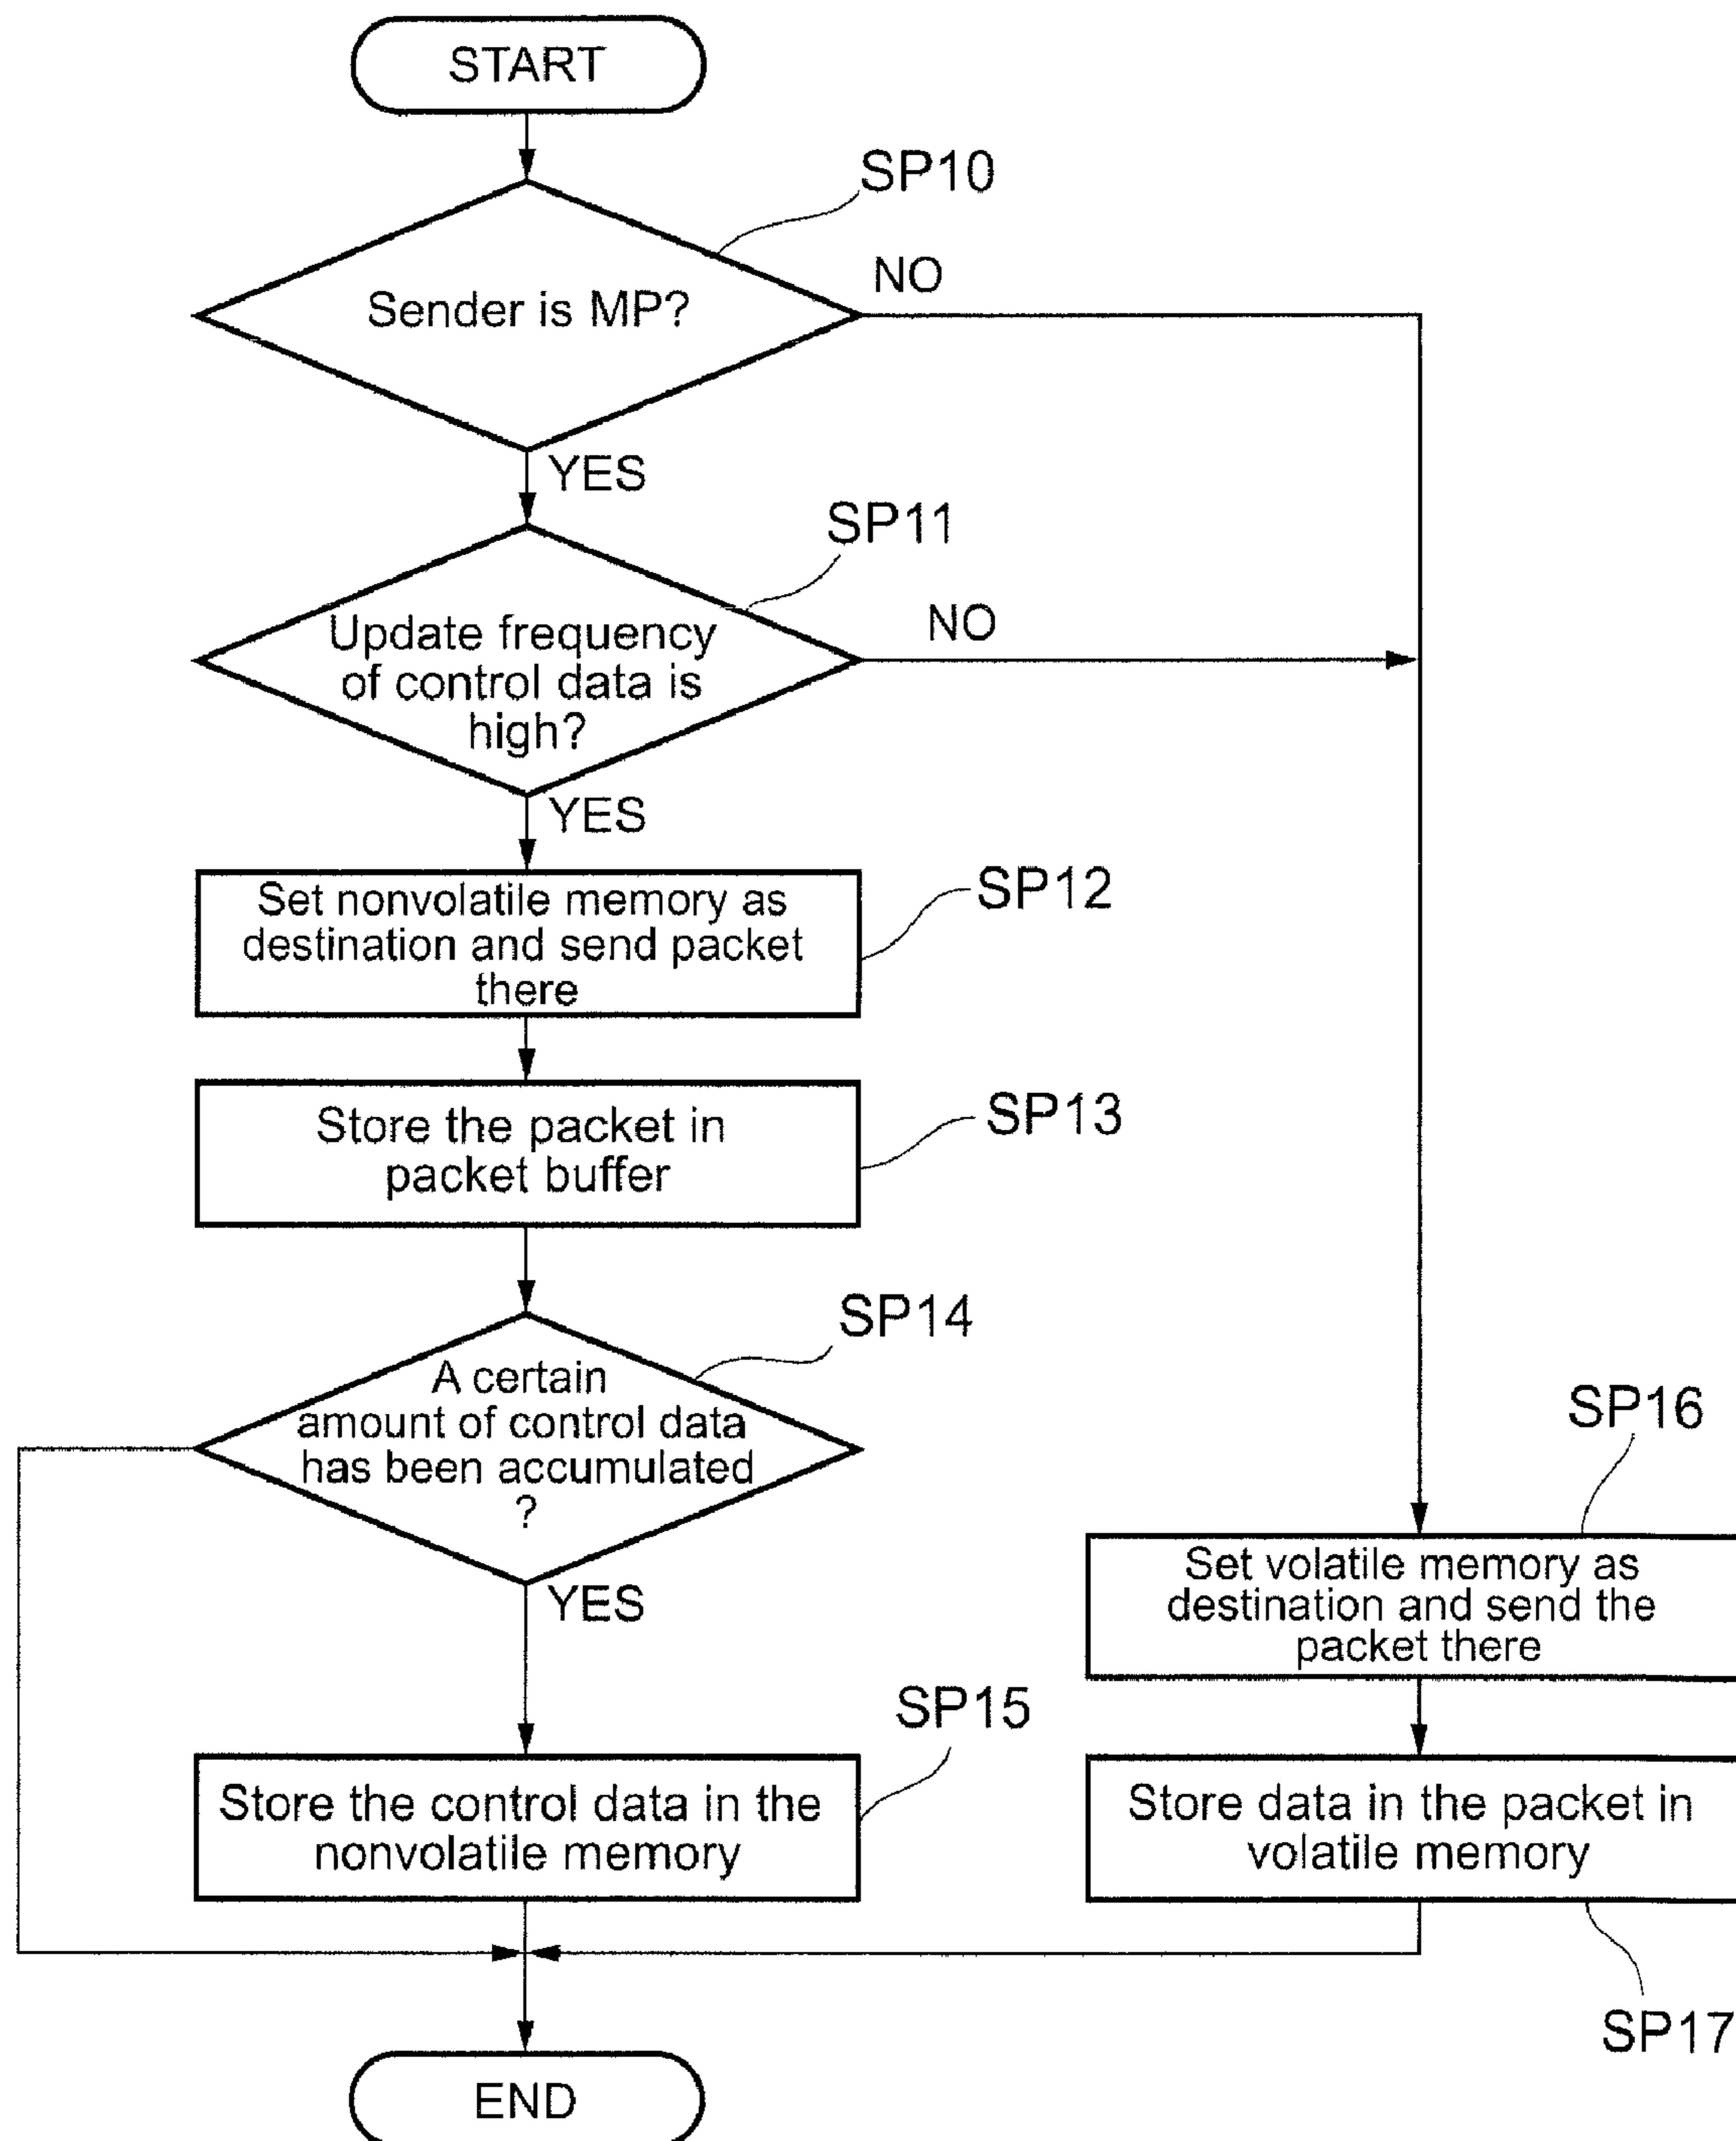 START
SP10
Sender is MP?
NO
YES
SP11
Update frequency
of control data is
high?
NO
YES
Set nonvolatile memory as
destination and send packet
there
SP12
Store the packet in
packet buffer
SP13
SP14
A certain
amount of control data
has been accumulated
?
YES
SP16
Set volatile memory as
destination and send the
packet there
SP15
Store the control data in the
nonvolatile memory
Store data in the packet in
volatile memory
SP17
END